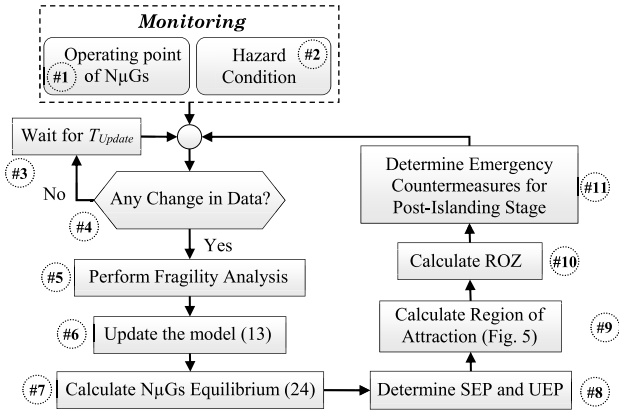 Monitoring
Operating point
of NµGs
#1
Hazard
Condition
#2
Wait for T_Update
#3
No
Any Change in Data?
#4
Yes
#5
Perform Fragility Analysis
#6
Update the model (13)
#7
Calculate NµGs Equilibrium (24)
Determine SEP and UEP
#8
Calculate Region of
Attraction (Fig. 5)
#9
Calculate ROZ
#10
Determine Emergency
Countermeasures for
Post-Islanding Stage
#11